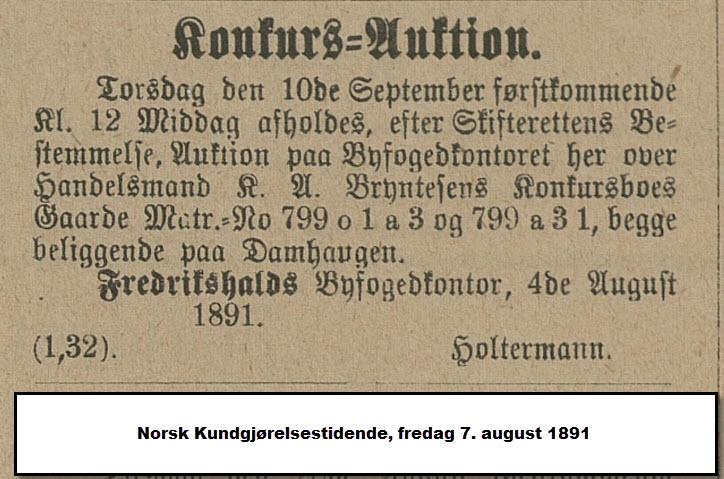 Konkurs-Auktion.
Torsdag den 10de September førstkommende
Kl. 12 Middag afholdes, efter Skifterettens Be-
stemmelse, Auktion paa Byfogedkontoret her over
Handelsmand K. A. Bryntesens Konkursboes
Gaarde Matr.-No 799 o 1 a 3 og 799 a 3 1, begge
beliggende paa Damhaugen.
Fredrikshalds Byfogedkontor, 4de August
1891.
(1,32). Holtermann.
Norsk Kundgjørelsestidende, fredag 7. august 1891